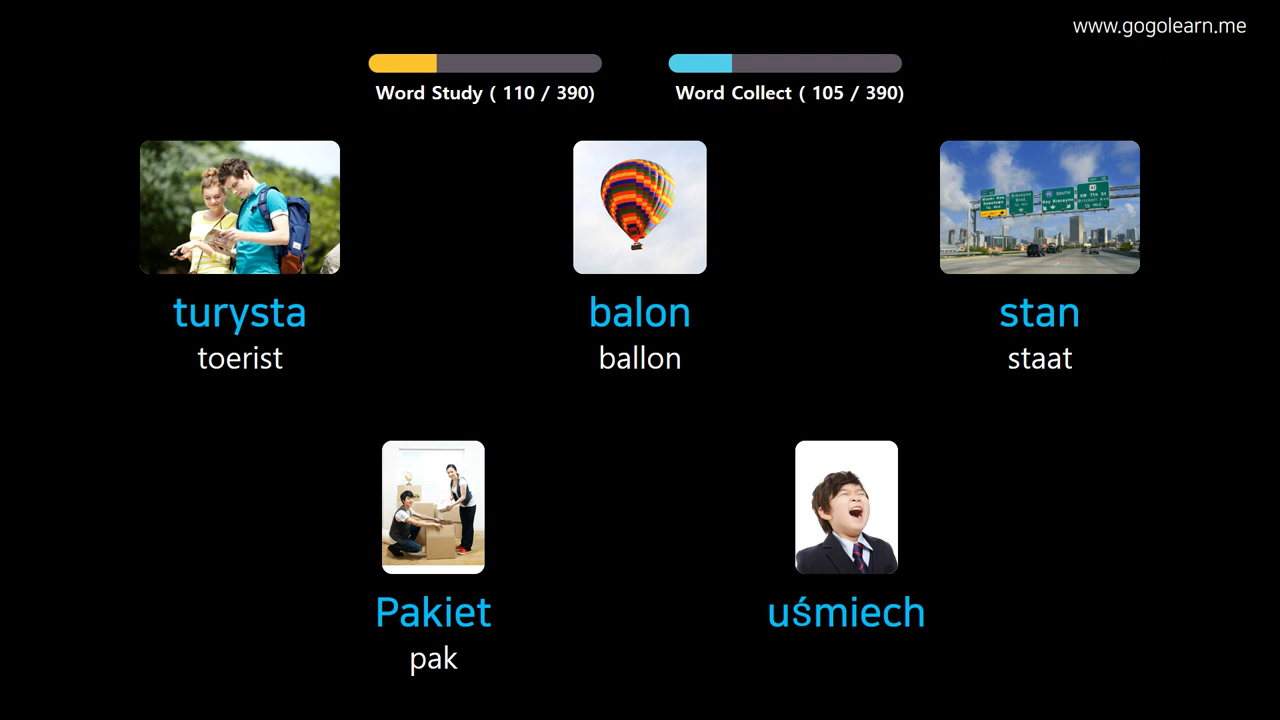 www.gogolearn.me
Word Study ( 110 / 390)
Word Collect ( 105 / 390)
turysta
toerist
balon
ballon
stan
staat
Pakiet
pak
uśmiech